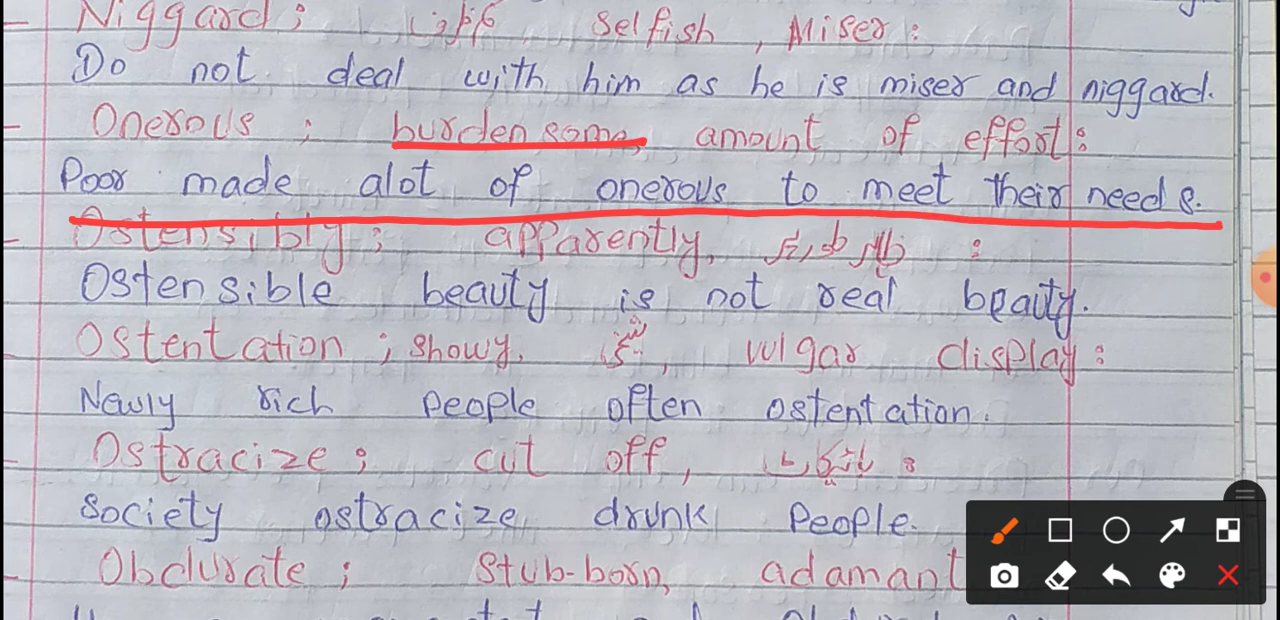 Niggard; Selfish, Miser:
Do not deal with him as he is miser and niggard.
Onerous; burden some, amount of effort:
Poor made alot of onerous to meet their needs.
Ostensibly; apparently, :
Ostensible beauty is not real beauty.
Ostentation; showy, , vulgar display:
Newly rich people often ostentation.
Ostracize; cut off, :
Society ostracize drunk people.
Obdurate; Stub-born, adamant